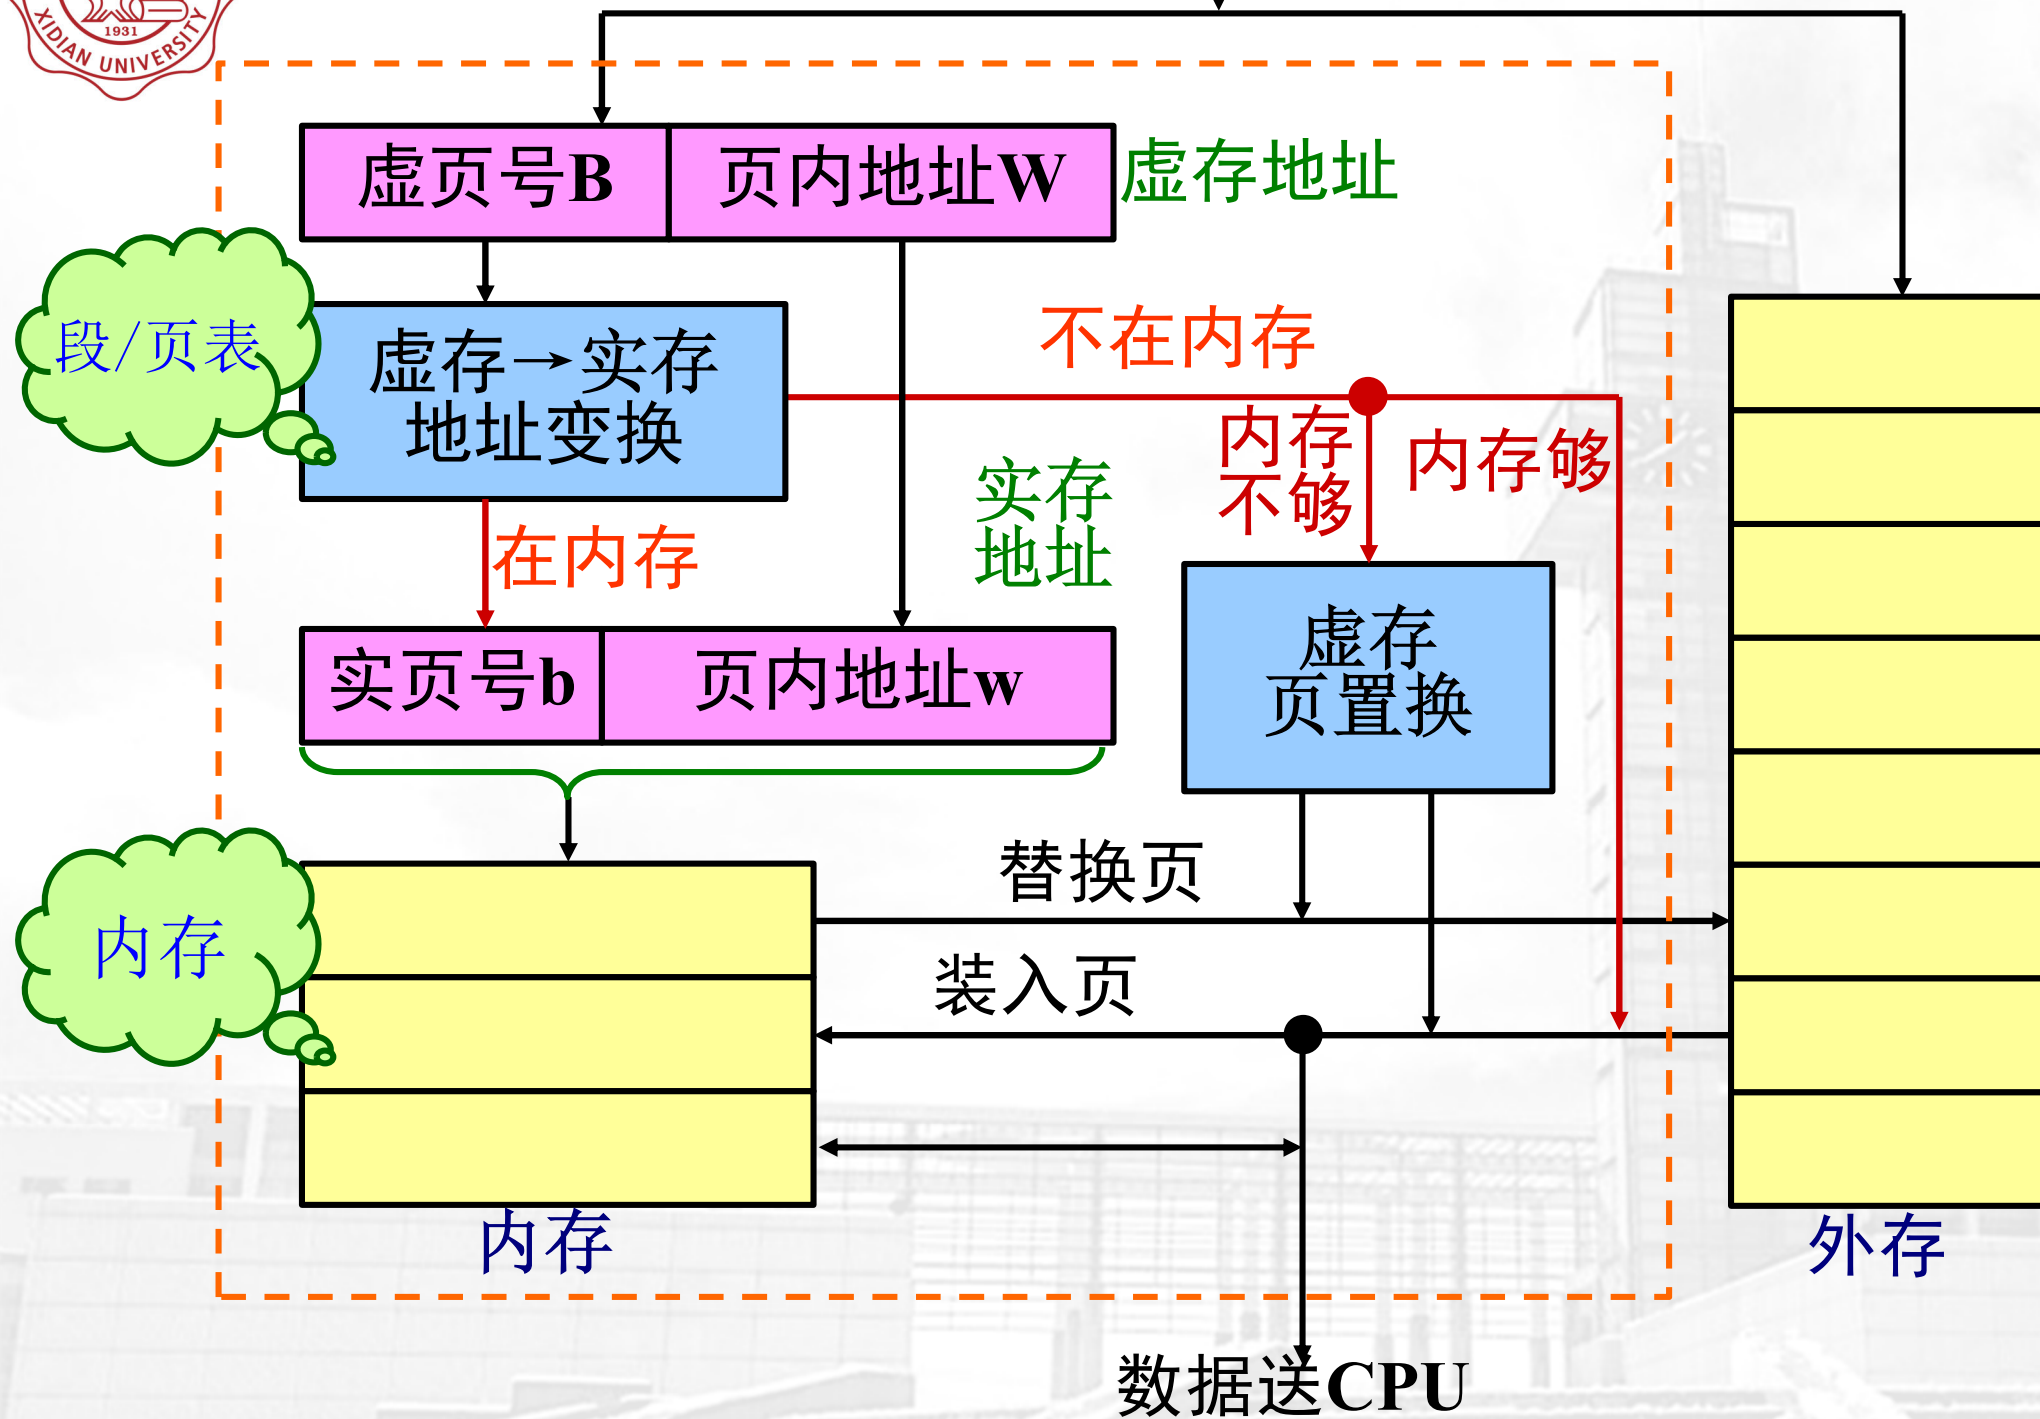 1931
XIDIAN UNIVERSITY
虚页号B
页内地址W
虚存地址
段/页表
虚存→实存
地址变换
不在内存
内存
不够
内存够
在内存
实存
地址
实页号b
页内地址w
虚存
页置换
替换页
内存
装入页
内存
外存
数据送CPU